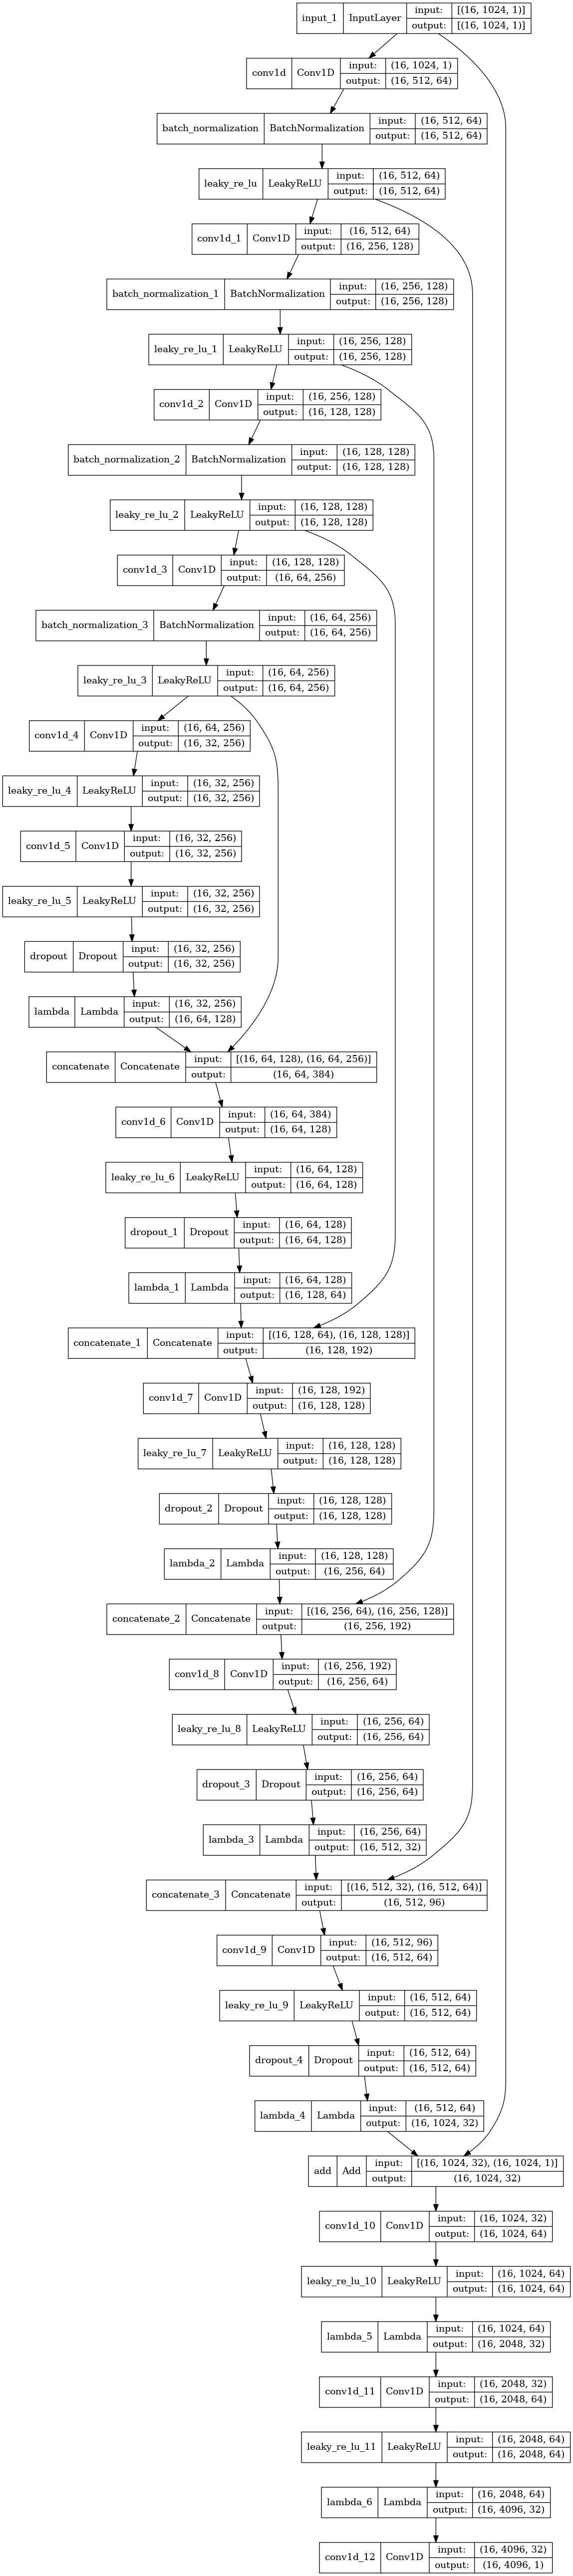 input_1 InputLayer input: [(16, 1024, 1)]
output: [(16, 1024, 1)]
conv1d Conv1D input: (16, 1024, 1)
output: (16, 512, 64)
batch_normalization BatchNormalization input: (16, 512, 64)
output: (16, 512, 64)
leaky_re_lu LeakyReLU input: (16, 512, 64)
output: (16, 512, 64)
conv1d_1 Conv1D input: (16, 512, 64)
output: (16, 256, 128)
batch_normalization_1 BatchNormalization input: (16, 256, 128)
output: (16, 256, 128)
leaky_re_lu_1 LeakyReLU input: (16, 256, 128)
output: (16, 256, 128)
conv1d_2 Conv1D input: (16, 256, 128)
output: (16, 128, 128)
batch_normalization_2 BatchNormalization input: (16, 128, 128)
output: (16, 128, 128)
leaky_re_lu_2 LeakyReLU input: (16, 128, 128)
output: (16, 128, 128)
conv1d_3 Conv1D input: (16, 128, 128)
output: (16, 64, 256)
batch_normalization_3 BatchNormalization input: (16, 64, 256)
output: (16, 64, 256)
leaky_re_lu_3 LeakyReLU input: (16, 64, 256)
output: (16, 64, 256)
conv1d_4 Conv1D input: (16, 64, 256)
output: (16, 32, 256)
leaky_re_lu_4 LeakyReLU input: (16, 32, 256)
output: (16, 32, 256)
conv1d_5 Conv1D input: (16, 32, 256)
output: (16, 32, 256)
leaky_re_lu_5 LeakyReLU input: (16, 32, 256)
output: (16, 32, 256)
dropout Dropout input: (16, 32, 256)
output: (16, 32, 256)
lambda Lambda input: (16, 32, 256)
output: (16, 64, 128)
concatenate Concatenate input: [(16, 64, 128), (16, 64, 256)]
output: (16, 64, 384)
conv1d_6 Conv1D input: (16, 64, 384)
output: (16, 64, 128)
leaky_re_lu_6 LeakyReLU input: (16, 64, 128)
output: (16, 64, 128)
dropout_1 Dropout input: (16, 64, 128)
output: (16, 64, 128)
lambda_1 Lambda input: (16, 64, 128)
output: (16, 128, 64)
concatenate_1 Concatenate input: [(16, 128, 64), (16, 128, 128)]
output: (16, 128, 192)
conv1d_7 Conv1D input: (16, 128, 192)
output: (16, 128, 128)
leaky_re_lu_7 LeakyReLU input: (16, 128, 128)
output: (16, 128, 128)
dropout_2 Dropout input: (16, 128, 128)
output: (16, 128, 128)
lambda_2 Lambda input: (16, 128, 128)
output: (16, 256, 64)
concatenate_2 Concatenate input: [(16, 256, 64), (16, 256, 128)]
output: (16, 256, 192)
conv1d_8 Conv1D input: (16, 256, 192)
output: (16, 256, 64)
leaky_re_lu_8 LeakyReLU input: (16, 256, 64)
output: (16, 256, 64)
dropout_3 Dropout input: (16, 256, 64)
output: (16, 256, 64)
lambda_3 Lambda input: (16, 256, 64)
output: (16, 512, 32)
concatenate_3 Concatenate input: [(16, 512, 32), (16, 512, 64)]
output: (16, 512, 96)
conv1d_9 Conv1D input: (16, 512, 96)
output: (16, 512, 64)
leaky_re_lu_9 LeakyReLU input: (16, 512, 64)
output: (16, 512, 64)
dropout_4 Dropout input: (16, 512, 64)
output: (16, 512, 64)
lambda_4 Lambda input: (16, 512, 64)
output: (16, 1024, 32)
add Add input: [(16, 1024, 32), (16, 1024, 1)]
output: (16, 1024, 32)
conv1d_10 Conv1D input: (16, 1024, 32)
output: (16, 1024, 64)
leaky_re_lu_10 LeakyReLU input: (16, 1024, 64)
output: (16, 1024, 64)
lambda_5 Lambda input: (16, 1024, 64)
output: (16, 2048, 32)
conv1d_11 Conv1D input: (16, 2048, 32)
output: (16, 2048, 64)
leaky_re_lu_11 LeakyReLU input: (16, 2048, 64)
output: (16, 2048, 64)
lambda_6 Lambda input: (16, 2048, 64)
output: (16, 4096, 32)
conv1d_12 Conv1D input: (16, 4096, 32)
output: (16, 4096, 1)